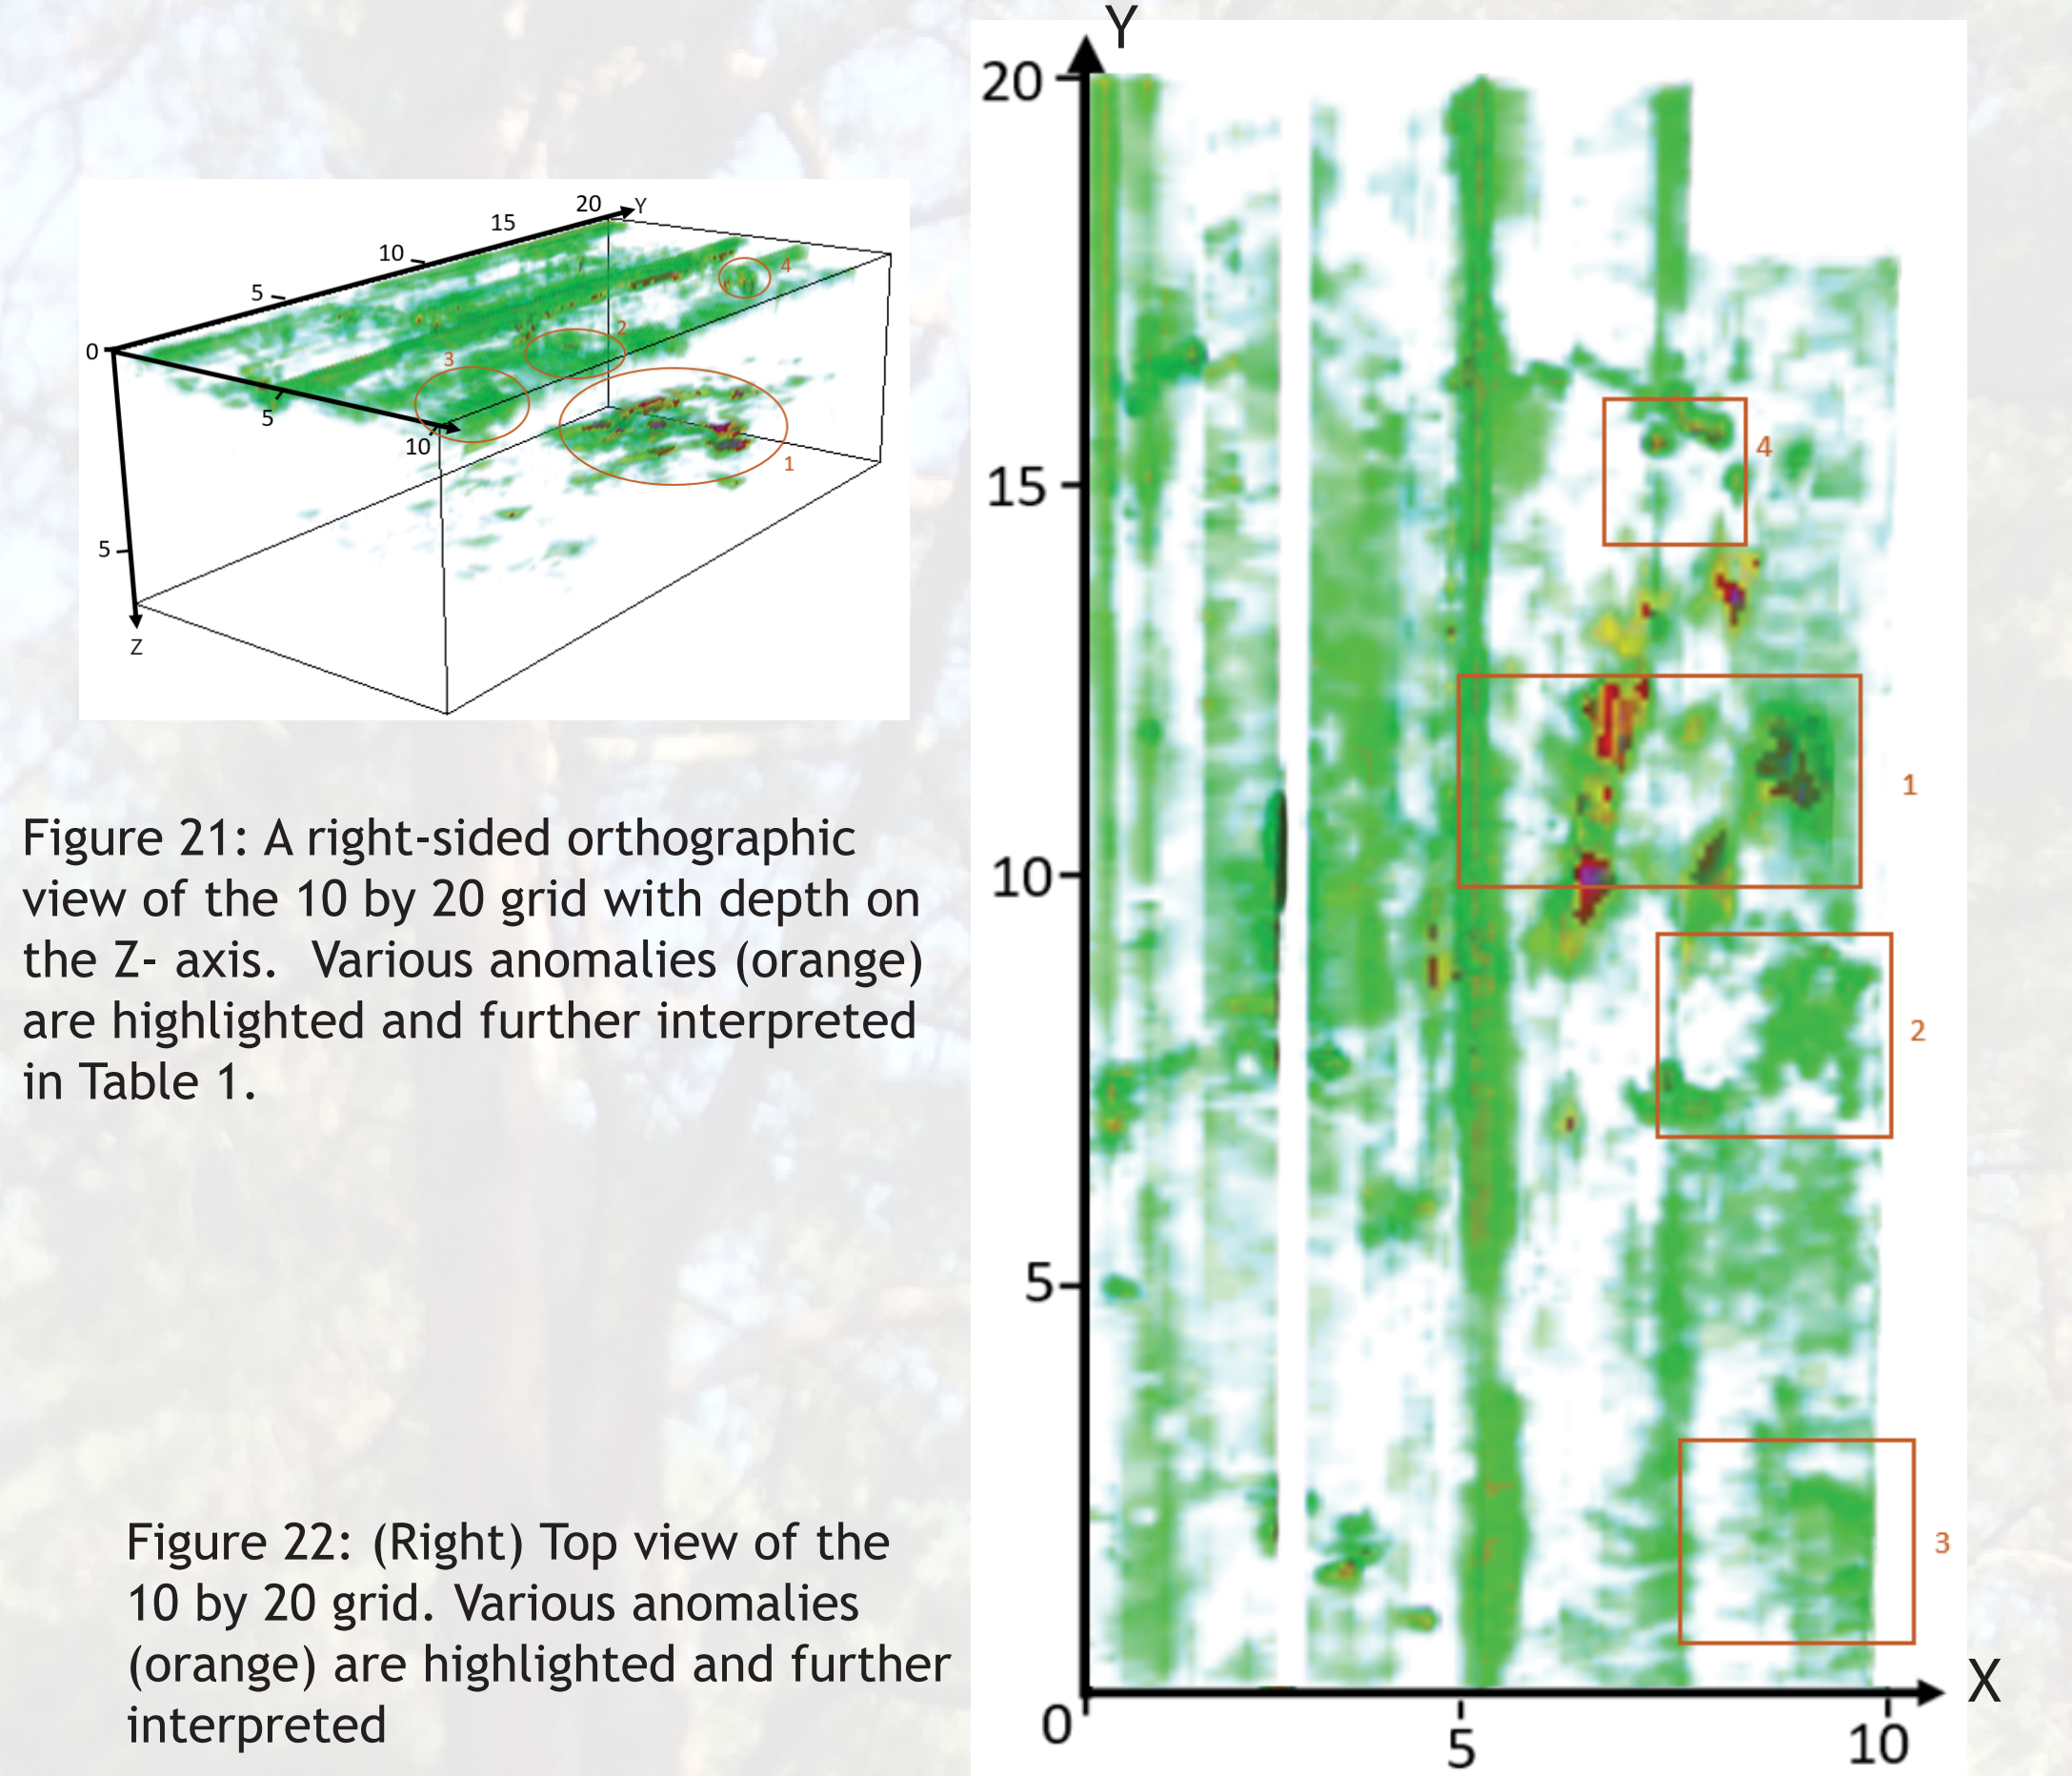 20 Y
15
10
4
5
2
3
0
5
10
1
5
Z
Figure 21: A right-sided orthographic
view of the 10 by 20 grid with depth on
the Z- axis.  Various anomalies (orange)
are highlighted and further interpreted
in Table 1.
Figure 22: (Right) Top view of the
10 by 20 grid. Various anomalies
(orange) are highlighted and further
interpreted
Y
20
4
15
1
10
2
5
3
X
0
5
10